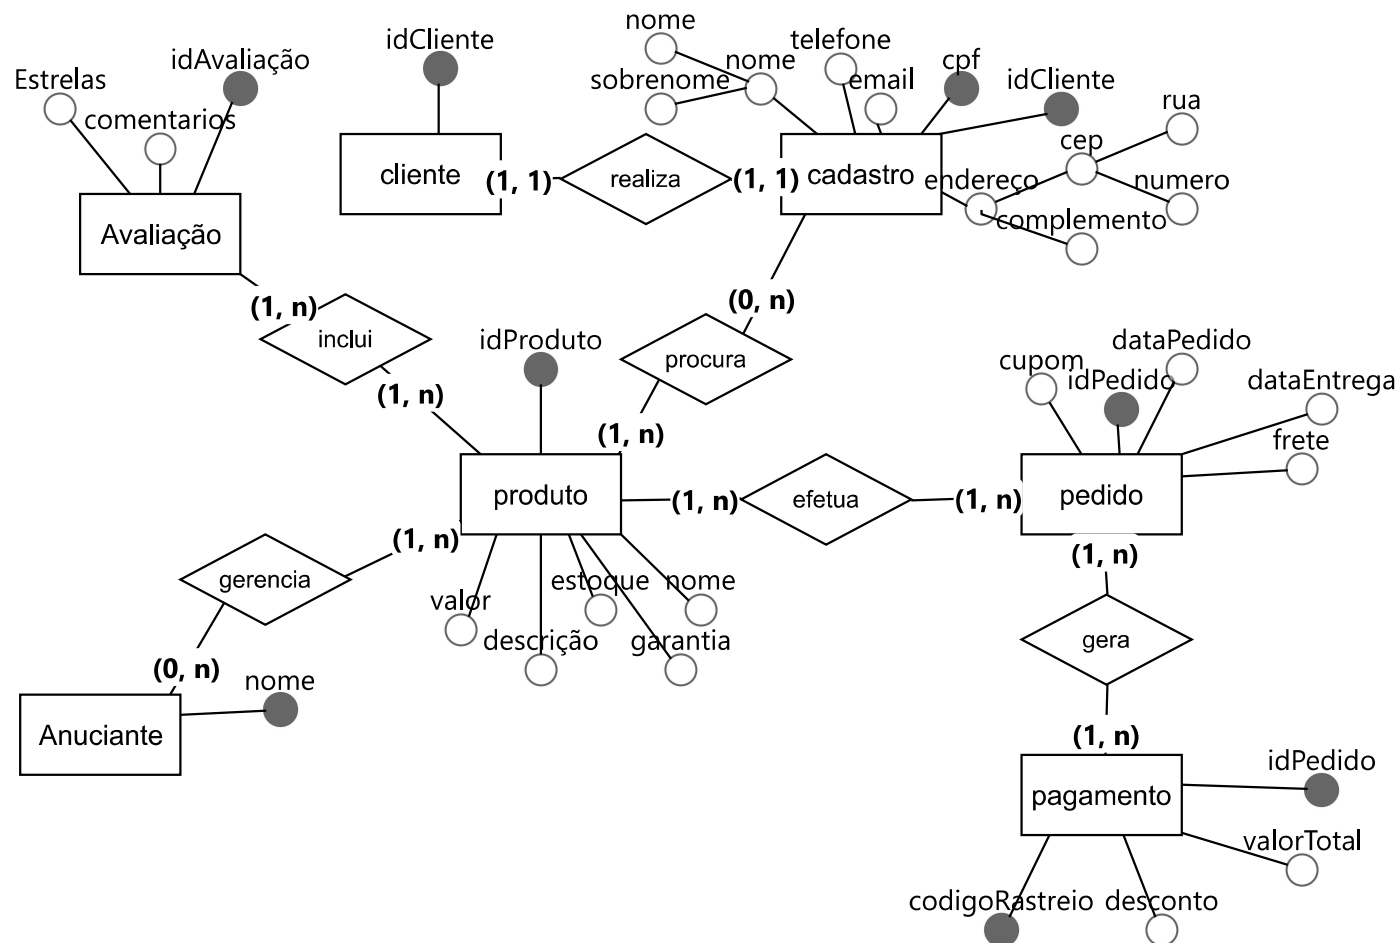 nome
idCliente
telefone
nome
cpf
idAvaliação
email
idCliente
Estrelas
sobrenome
rua
comentarios
cep
cliente
(1, 1)
realiza
(1, 1)
cadastro
endereço
numero
complemento
Avaliação
(1, n)
(0, n)
inclui
idProduto
procura
dataPedido
cupom
idPedido
dataEntrega
(1, n)
(1, n)
frete
produto
(1, n)
efetua
(1, n)
pedido
(1, n)
(1, n)
gerencia
estoque
nome
valor
descrição
garantia
gera
(0, n)
nome
Anuciante
(1, n)
idPedido
pagamento
valorTotal
codigoRastreio
desconto